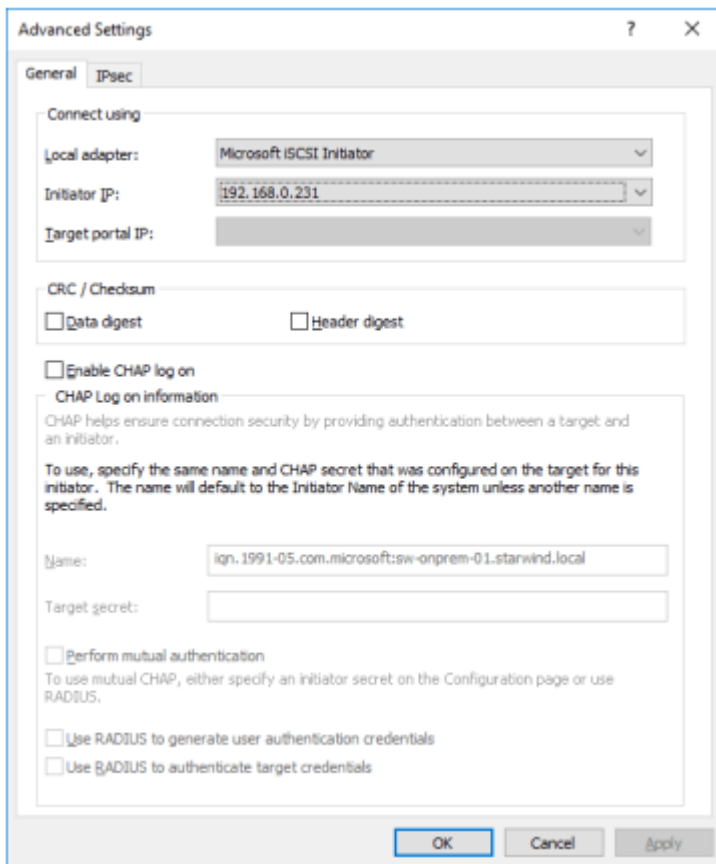 Advanced Settings
General IPsec
Connect using
Local adapter: Microsoft iSCSI Initiator
Initiator IP: 192.168.0.231
Target portal IP:
CRC / Checksum
Data digest Header digest
Enable CHAP log on
CHAP Log on information
CHAP helps ensure connection security by providing authentication between a target and
an initiator.
To use, specify the same name and CHAP secret that was configured on the target for this
initiator. The name will default to the Initiator Name of the system unless another name is
specified.
Name: iqn.1991-05.com.microsoft:sw-onprem-01.starwind.local
Target secret:
Perform mutual authentication
To use mutual CHAP, either specify an initiator secret on the Configuration page or use
RADIUS.
Use RADIUS to generate user authentication credentials
Use RADIUS to authenticate target credentials
OK Cancel Apply